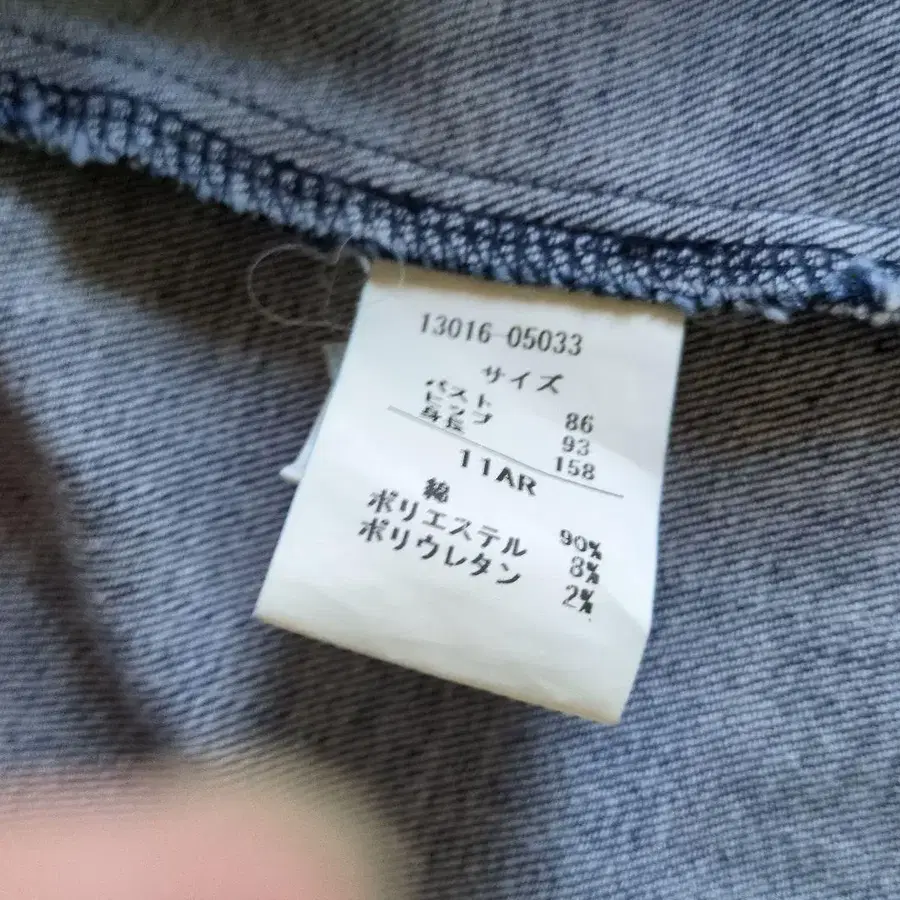 13016-05033
サイズ
バスト 86
ヒップ 93
身長 158
11AR
綿 90%
ポリエステル 8%
ポリウレタン 2%